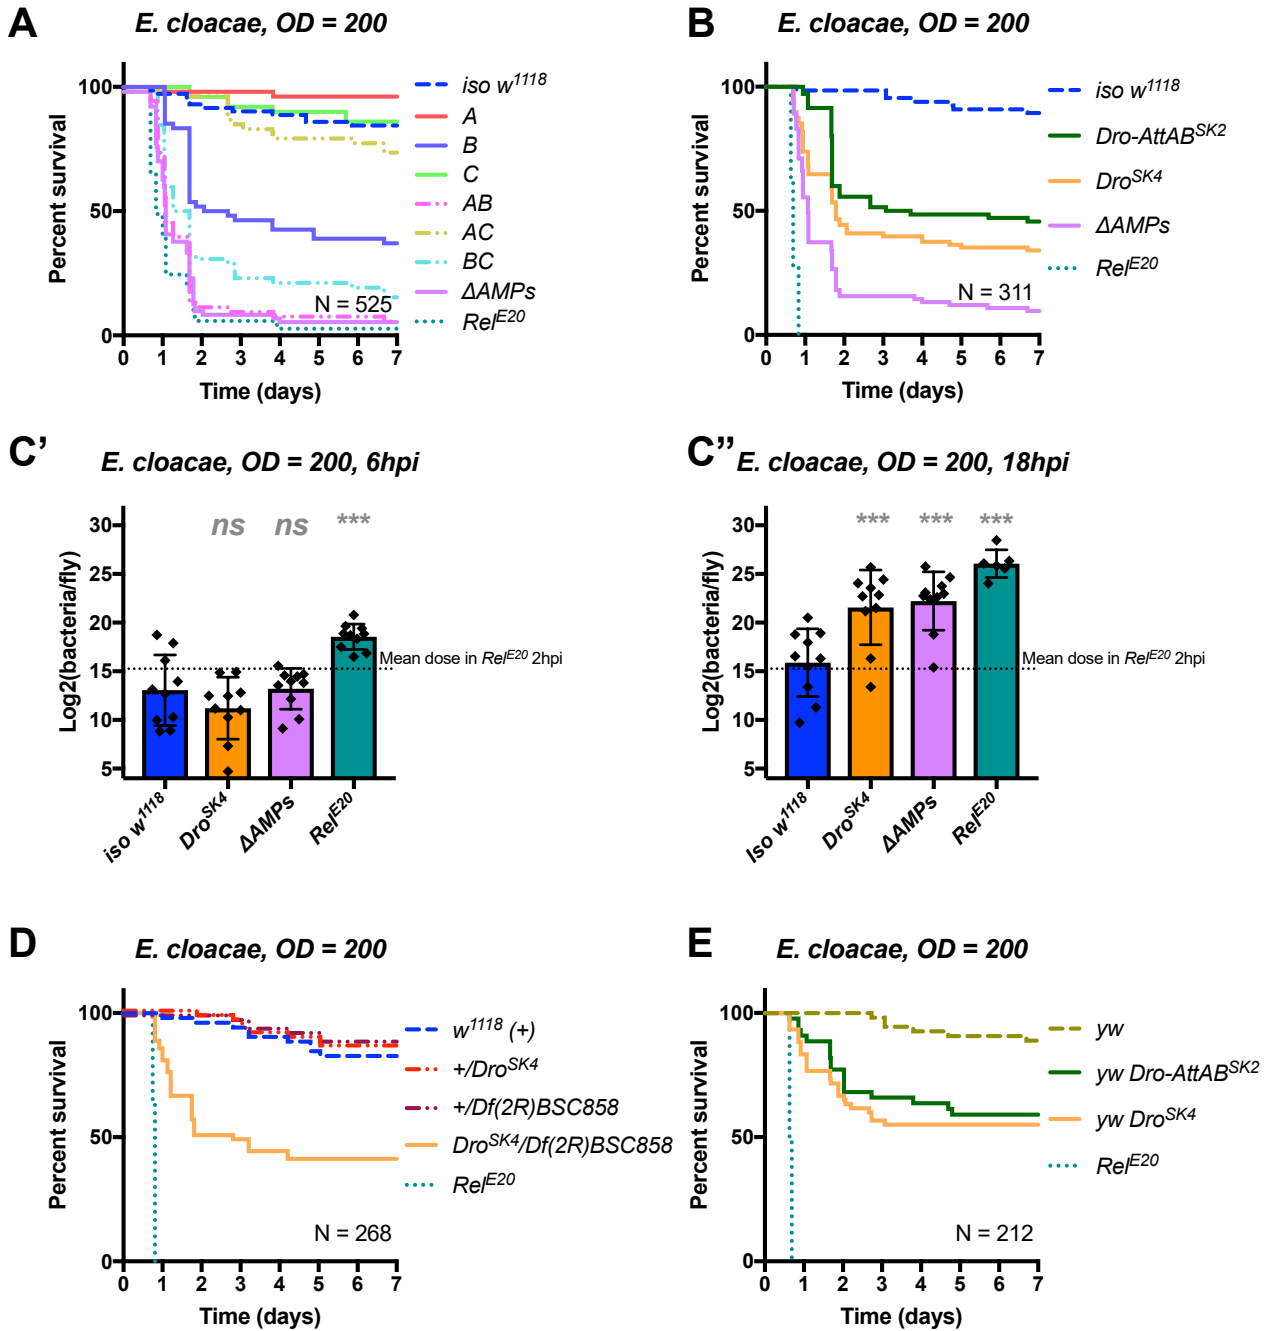 A
E. cloacae, OD = 200
Percent survival
100
50
0
0 1 2 3 4 5 6 7
Time (days)
N = 525
iso w1118
A
B
C
AB
AC
BC
ΔAMPs
RelE20
B
E. cloacae, OD = 200
Percent survival
100
50
0
0 1 2 3 4 5 6 7
Time (days)
N = 311
iso w1118
Dro-AttABSK2
DroSK4
ΔAMPs
RelE20
C'
E. cloacae, OD = 200, 6hpi
Log2(bacteria/fly)
30
25
20
15
10
5
ns ns ***
Mean dose in RelE20 2hpi
iso w1118
DroSK4
ΔAMPs
RelE20
C"
E. cloacae, OD = 200, 18hpi
Log2(bacteria/fly)
30
25
20
15
10
5
*** *** ***
Mean dose in RelE20 2hpi
Iso w1118
DroSK4
ΔAMPs
RelE20
D
E. cloacae, OD = 200
Percent survival
100
50
0
0 1 2 3 4 5 6 7
Time (days)
N = 268
w1118 (+)
+/DroSK4
+/Df(2R)BSC858
DroSK4/Df(2R)BSC858
RelE20
E
E. cloacae, OD = 200
Percent survival
100
50
0
0 1 2 3 4 5 6 7
Time (days)
N = 212
yw
yw Dro-AttABSK2
yw DroSK4
RelE20